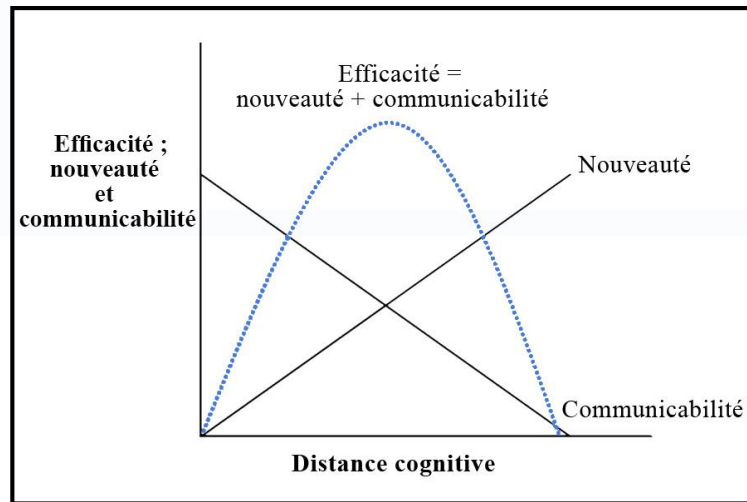 Efficacité =
nouveauté + communicabilité
Efficacité ;
nouveauté
et
communicabilité
Nouveauté
Communicabilité
Distance cognitive